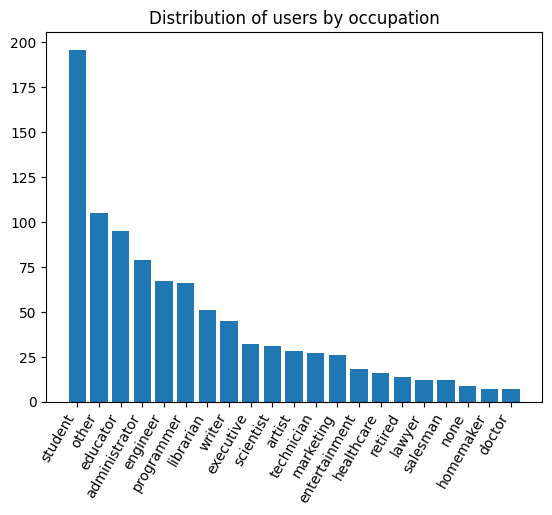 Distribution of users by occupation
200
175
150
125
100
75
50
25
0
student
other
educator
administrator
engineer
programmer
librarian
writer
executive
scientist
artist
technician
marketing
entertainment
healthcare
retired
lawyer
salesman
none
homemaker
doctor